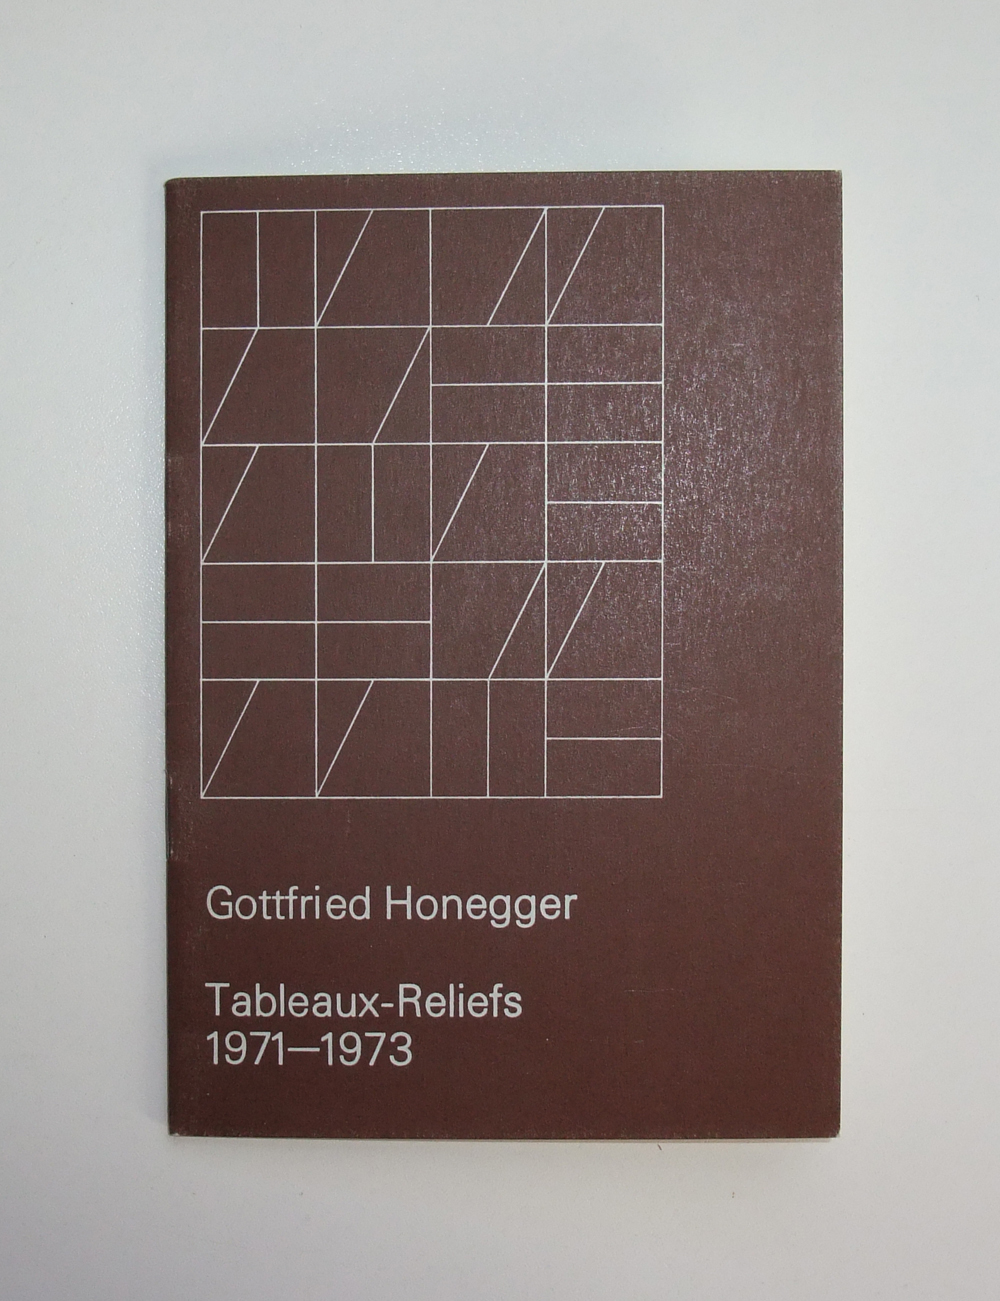 Gottfried Honegger
Tableaux-Reliefs
1971—1973